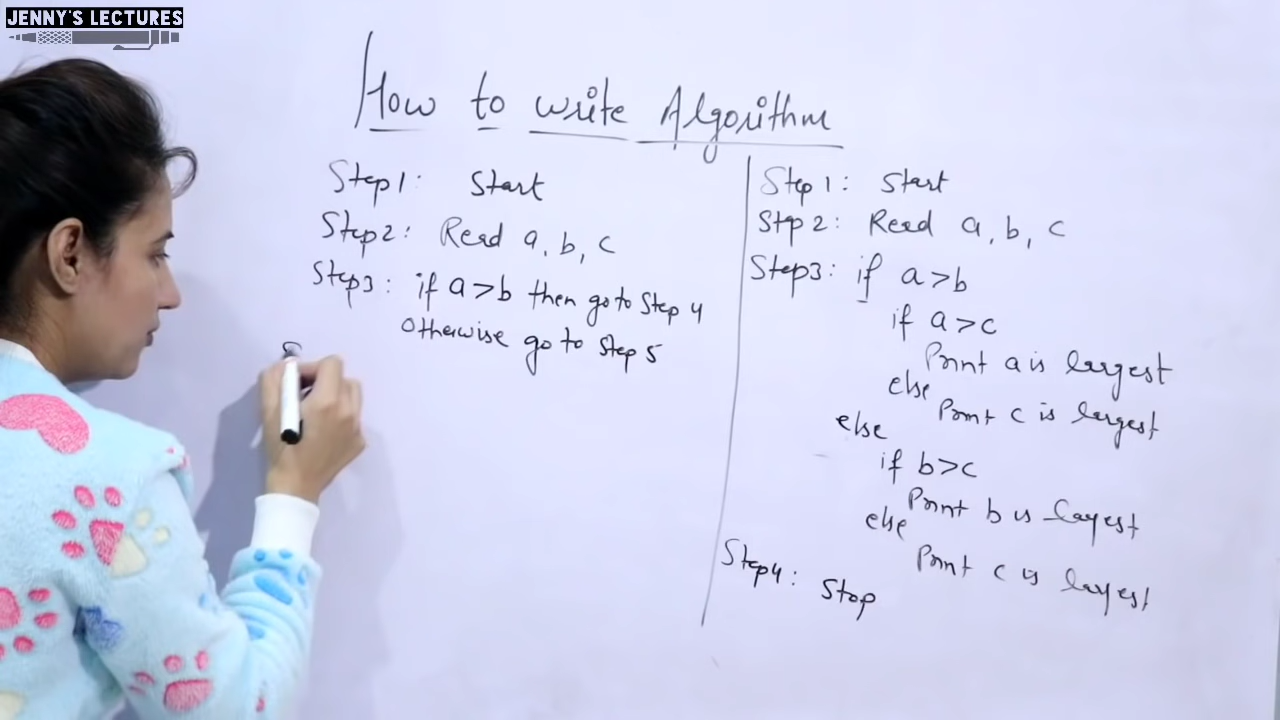 JENNY'S LECTURES
How to write Algorithm
Step1: Start
Step2: Read a, b, c
Step3: if a>b then go to Step 4
Otherwise go to Step 5
S
Step 1: Start
Stp 2: Read a, b, c
Step3: if a>b
if a>c
Print a is largest
else
Print c is largest
else
if b>c
Print b is largest
else
Print c is largest
Step4: Stop